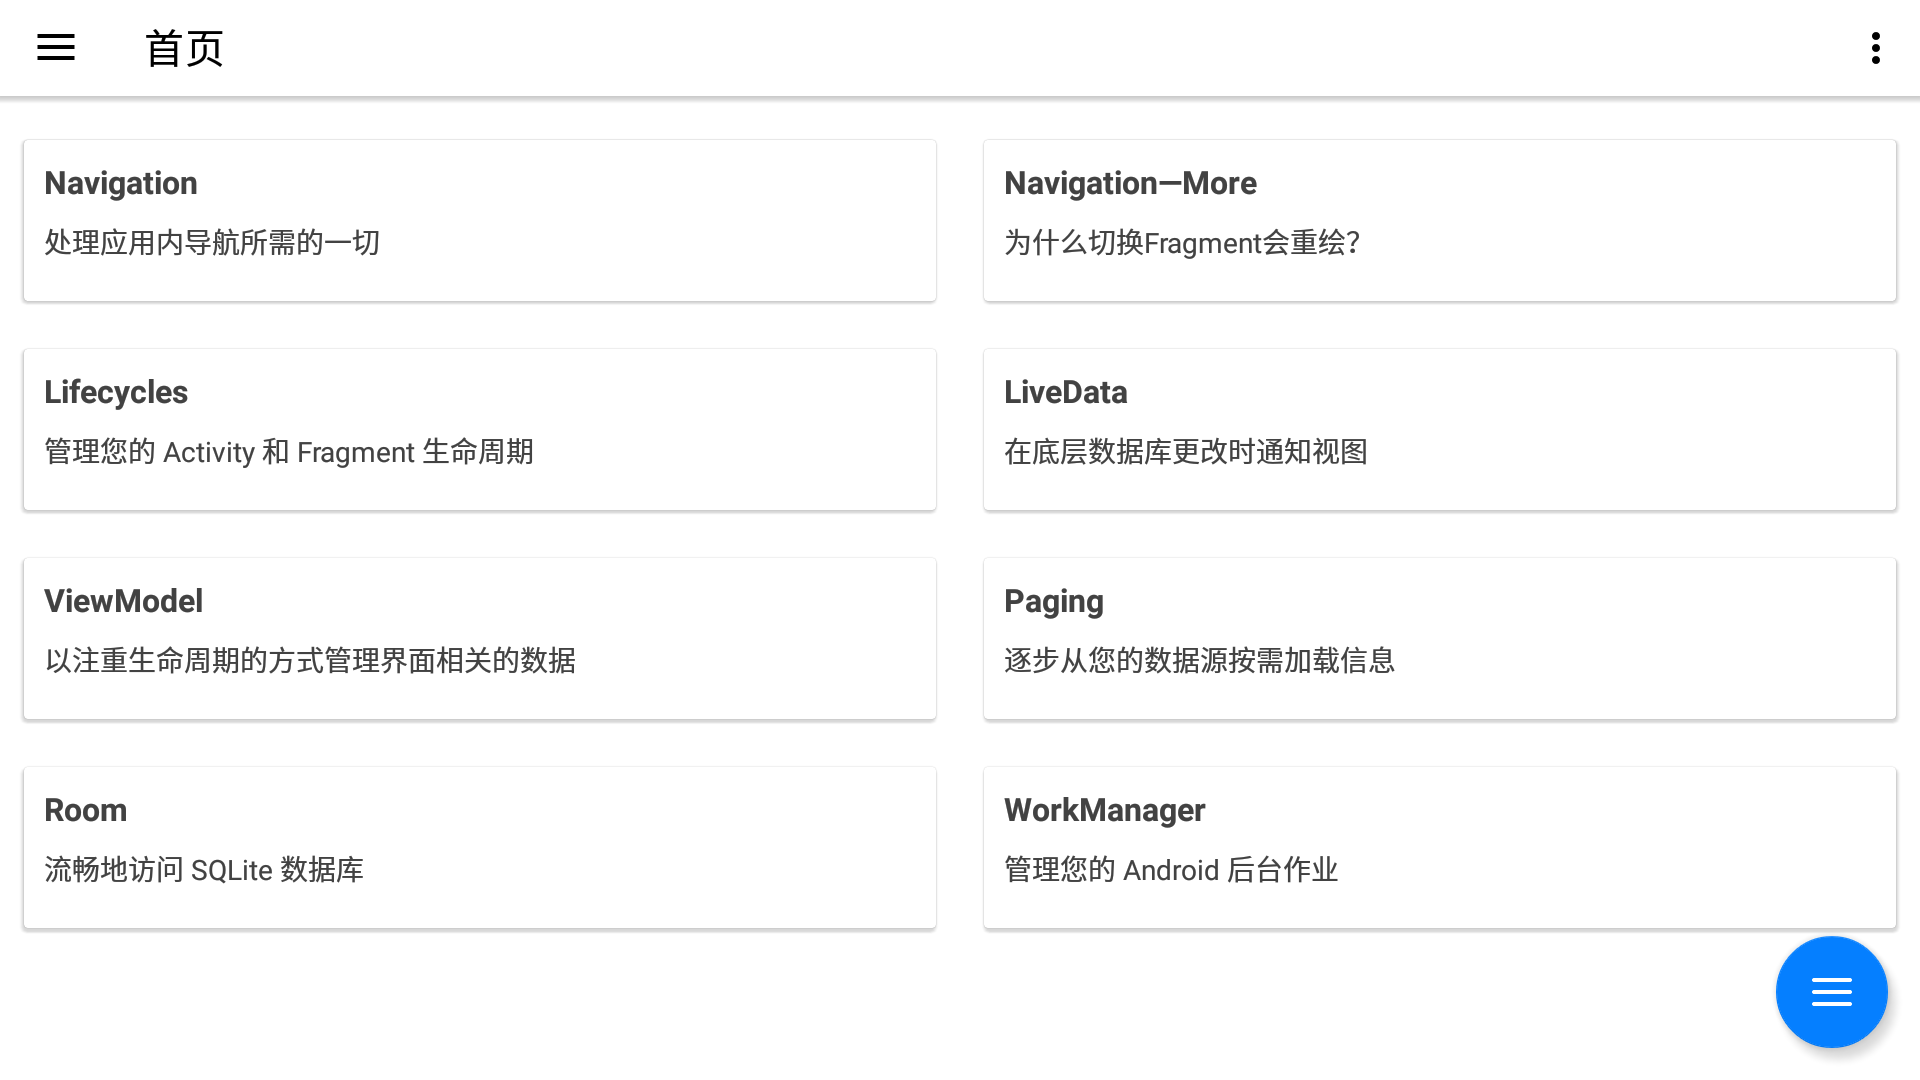 首页
Navigation
处理应用内导航所需的一切
Navigation—More
为什么切换Fragment会重绘?
Lifecycles
管理您的 Activity 和 Fragment 生命周期
LiveData
在底层数据库更改时通知视图
ViewModel
以注重生命周期的方式管理界面相关的数据
Paging
逐步从您的数据源按需加载信息
Room
流畅地访问 SQLite 数据库
WorkManager
管理您的 Android 后台作业